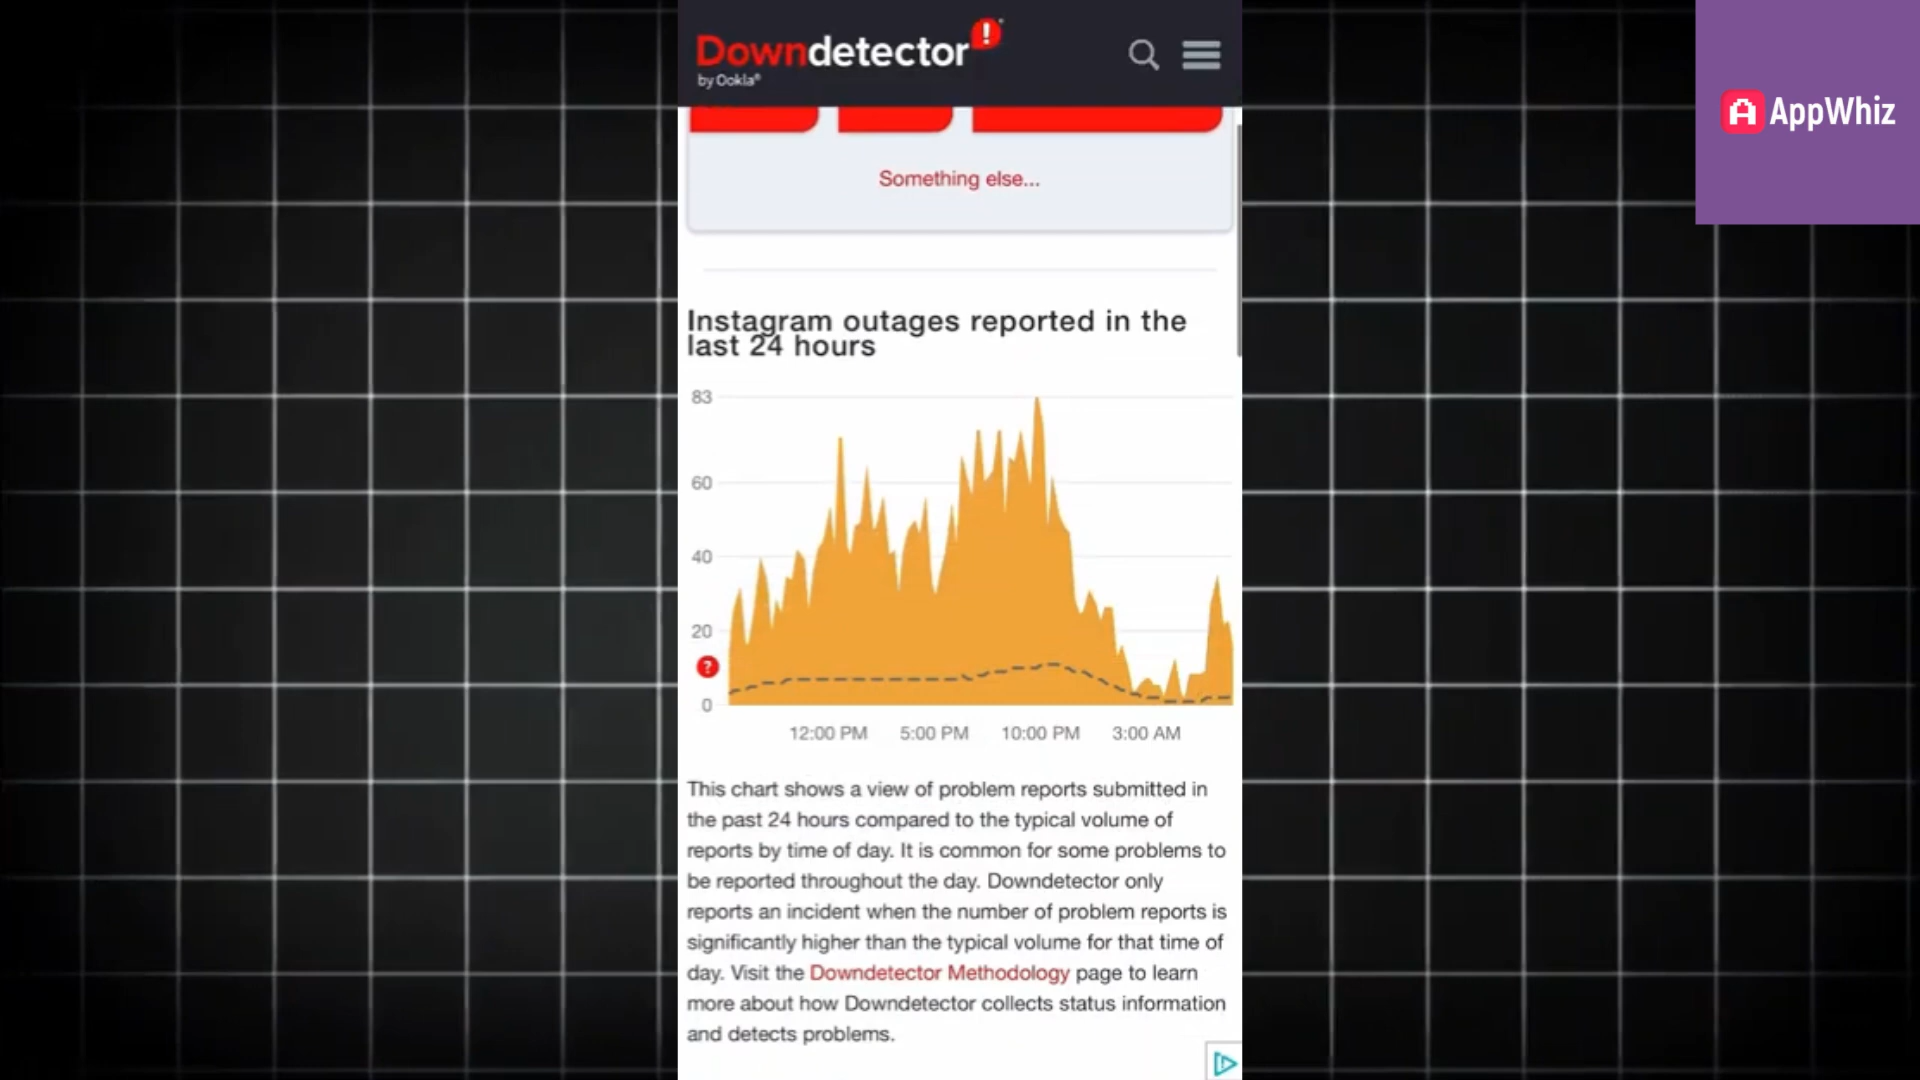 Downdetector!
by Ookla®
AppWhiz
Something else...
Instagram outages reported in the
last 24 hours
83
60
40
20
?
0
12:00 PM 5:00 PM 10:00 PM 3:00 AM
This chart shows a view of problem reports submitted in
the past 24 hours compared to the typical volume of
reports by time of day. It is common for some problems to
be reported throughout the day. Downdetector only
reports an incident when the number of problem reports is
significantly higher than the typical volume for that time of
day. Visit the Downdetector Methodology page to learn
more about how Downdetector collects status information
and detects problems.